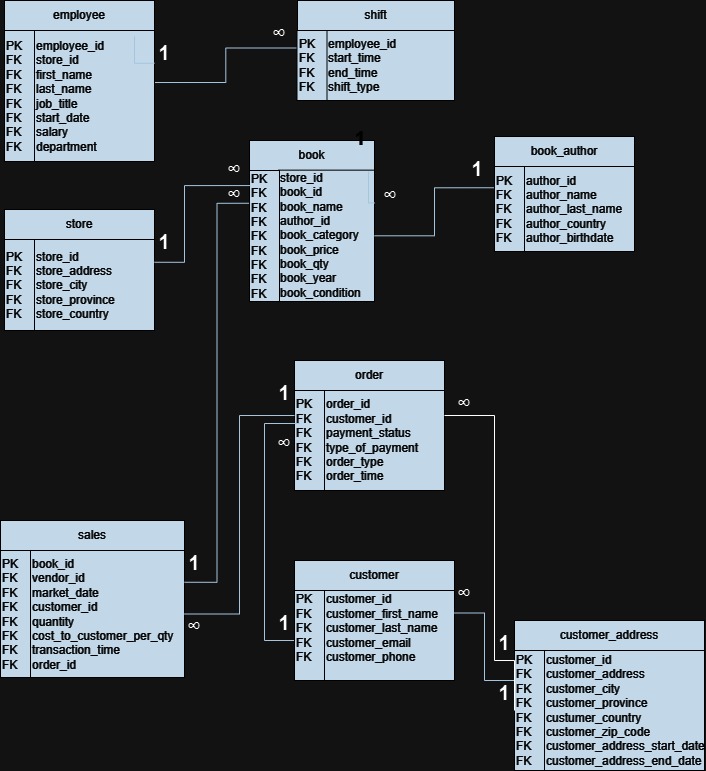 employee
PK employee_id
FK store_id
FK first_name
FK last_name
FK job_title
FK start_date
FK salary
FK department
1
∞
shift
PK employee_id
FK start_time
FK end_time
FK shift_type
1
book
∞
∞
PK store_id
FK book_id
FK book_name
FK author_id
FK book_category
FK book_price
FK book_qty
FK book_year
FK book_condition
∞
1
book_author
PK author_id
FK author_name
FK author_last_name
FK author_country
FK author_birthdate
store
PK store_id
FK store_address
FK store_city
FK store_province
FK store_country
1
order
1
∞
PK order_id
FK customer_id
FK payment_status
FK type_of_payment
FK order_type
FK order_time
∞
sales
PK book_id
FK vendor_id
FK market_date
FK customer_id
FK quantity
FK cost_to_customer_per_qty
FK transaction_time
FK order_id
1
∞
customer
1
PK customer_id
FK customer_first_name
FK customer_last_name
FK customer_email
FK customer_phone
∞
1
1
customer_address
PK customer_id
FK customer_address
FK customer_city
FK customer_province
FK custumer_country
FK customer_zip_code
FK customer_address_start_date
FK customer_address_end_date